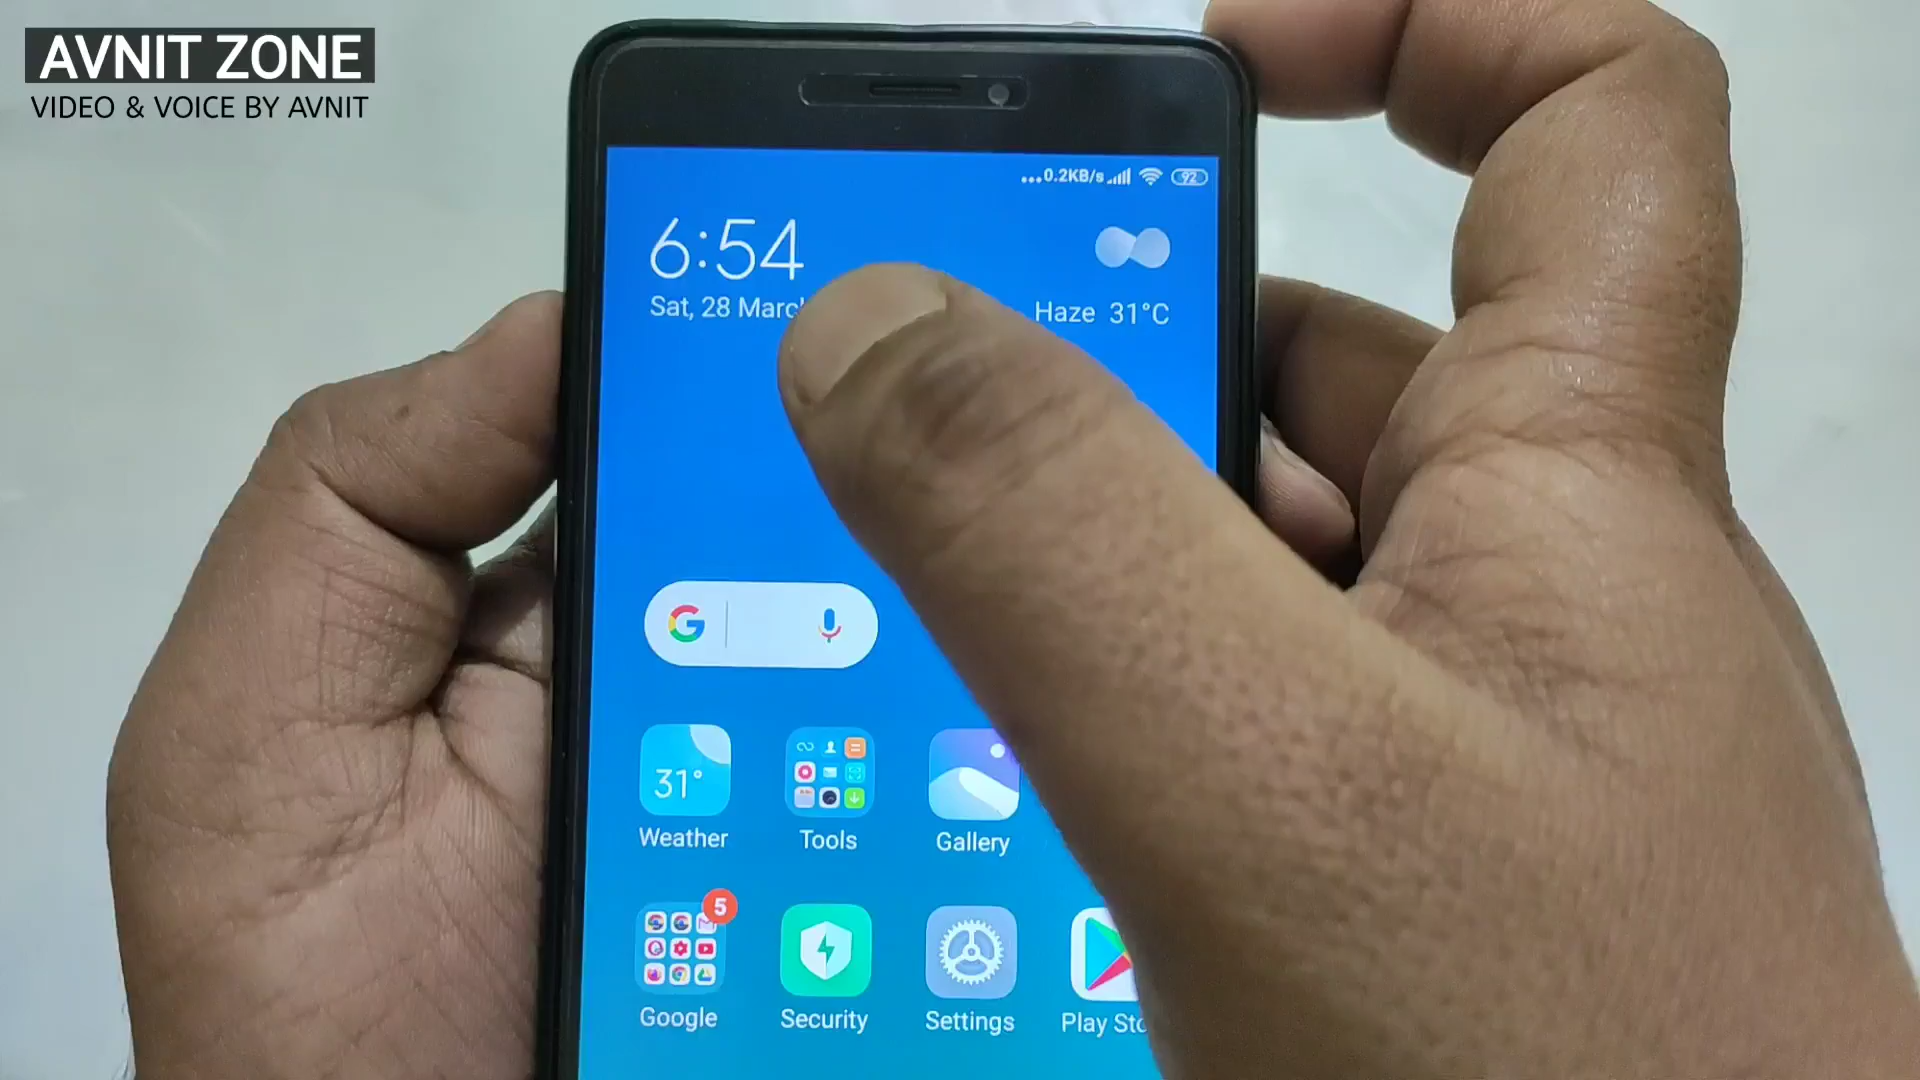 AVNIT ZONE
VIDEO & VOICE BY AVNIT
...0.2KB/s 92
6:54
Sat, 28 Marc
Haze 31°C
G
31°
Weather
Tools
Gallery
5
Google
Security
Settings
Play Sto